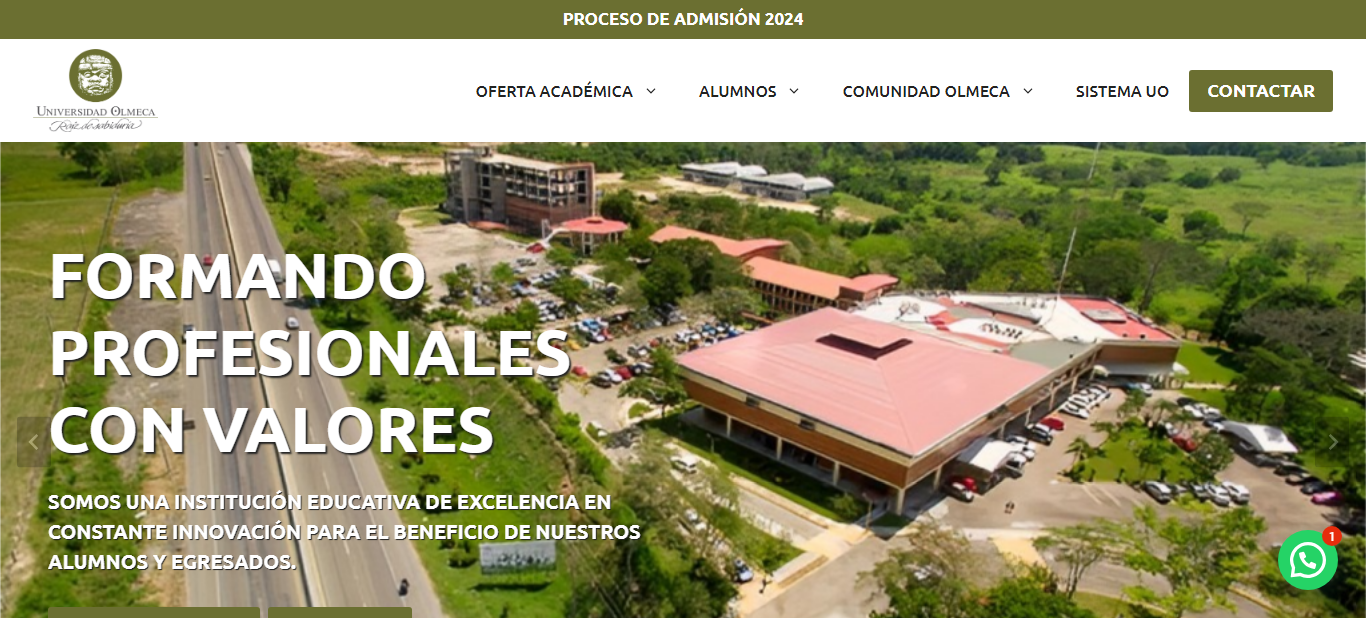 PROCESO DE ADMISIÓN 2024
UNIVERSIDAD OLMECA
Raíz de sabiduría
OFERTA ACADÉMICA
ALUMNOS
COMUNIDAD OLMECA
SISTEMA UO
CONTACTAR
FORMANDO
PROFESIONALES
CON VALORES
SOMOS UNA INSTITUCIÓN EDUCATIVA DE EXCELENCIA EN
CONSTANTE INNOVACIÓN PARA EL BENEFICIO DE NUESTROS
ALUMNOS Y EGRESADOS.
1